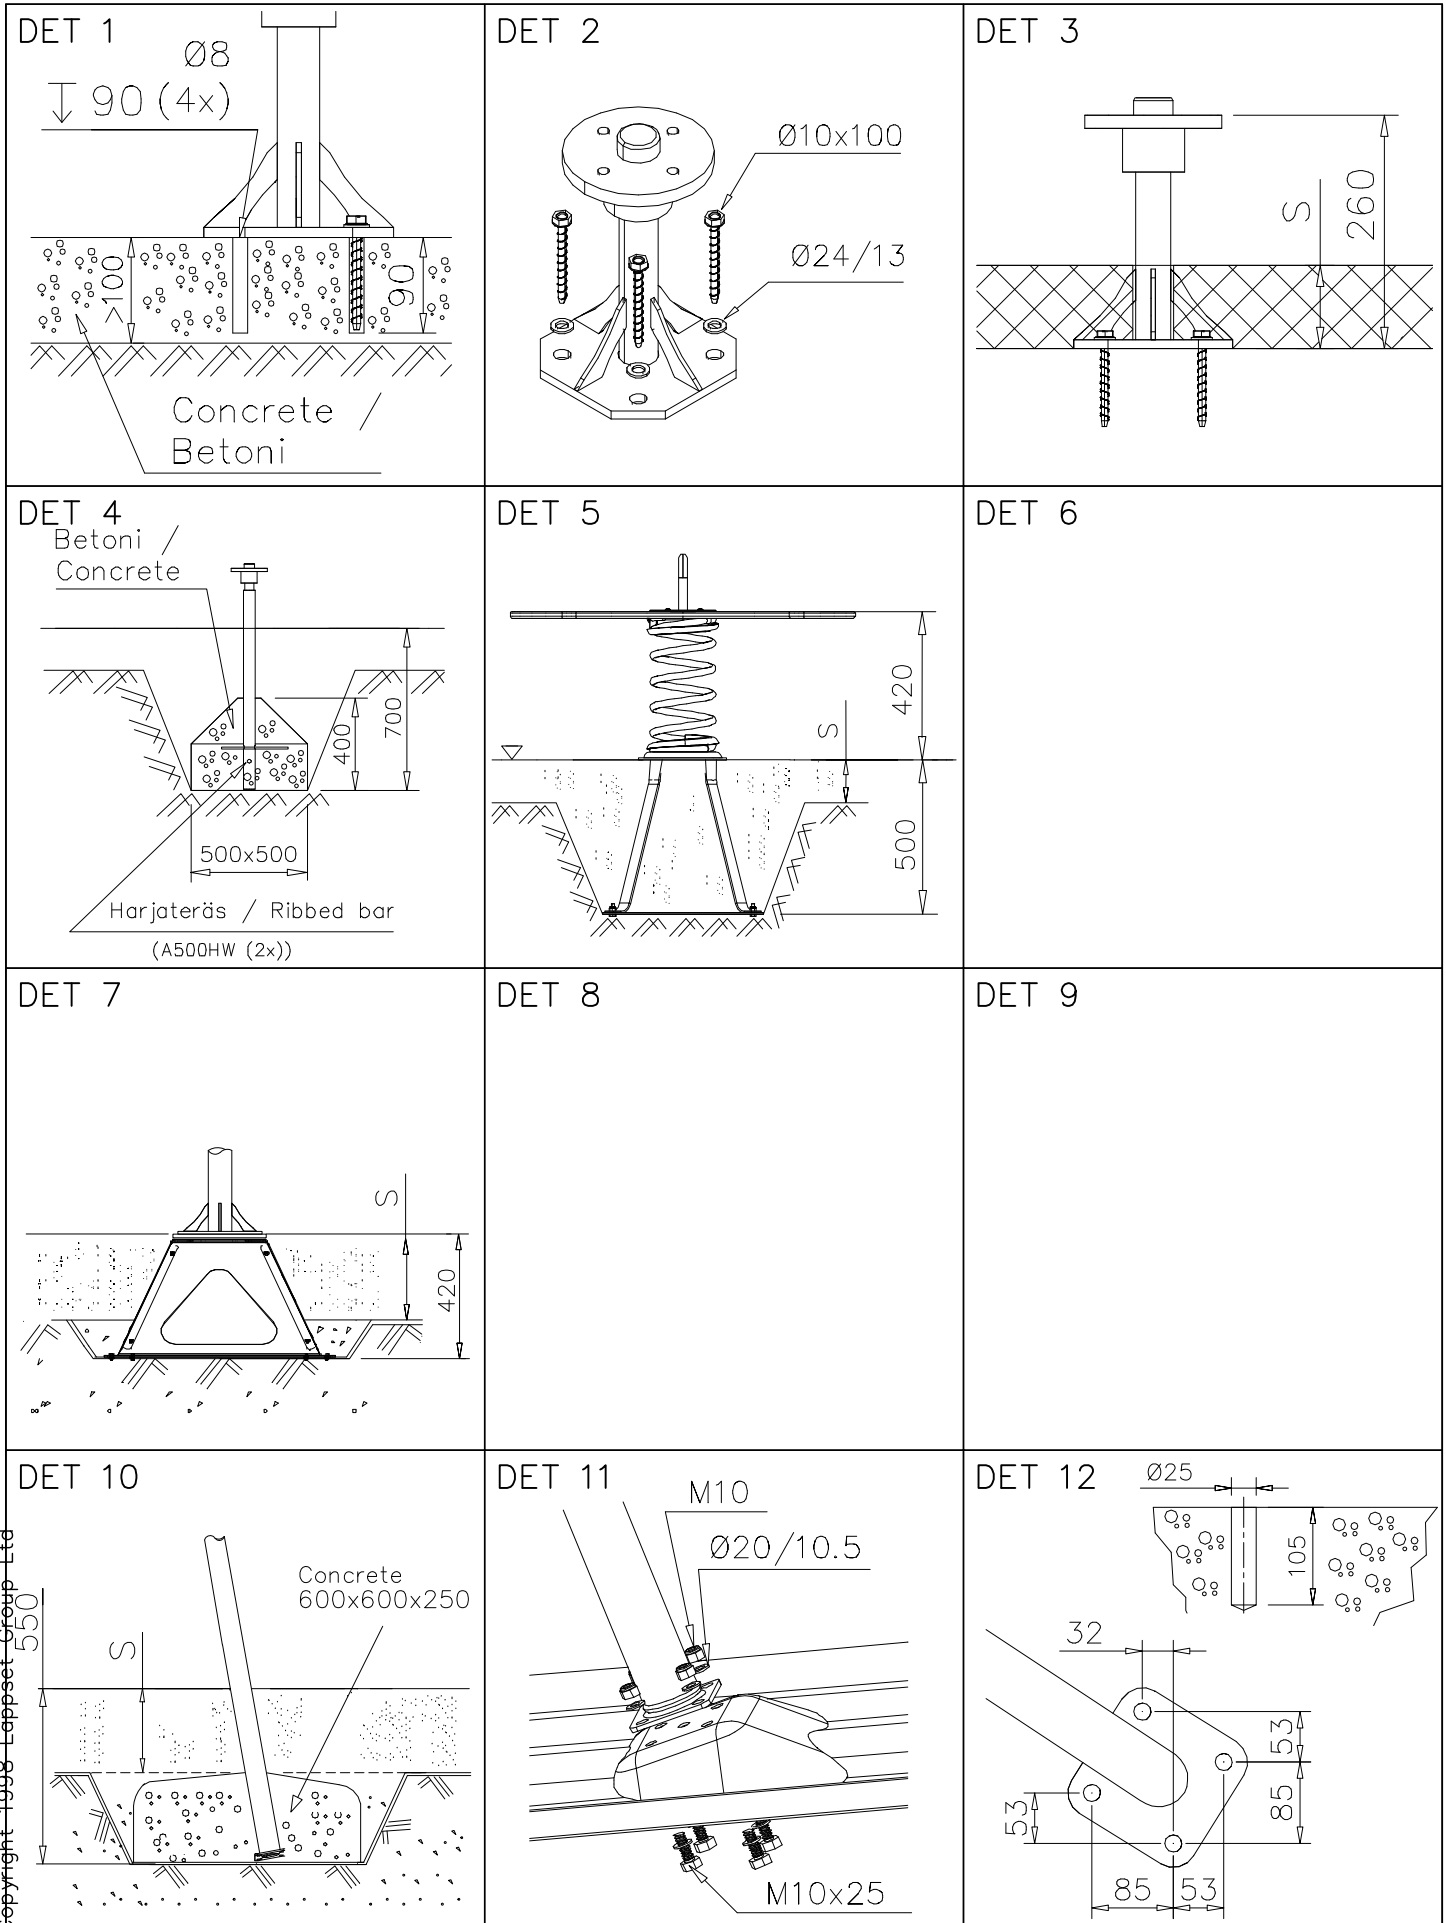 DET 1
Ø8
90 (4x)
>100
90
Concrete /
Betoni
DET 2
Ø10x100
Ø24/13
DET 3
S
260
DET 4
Betoni /
Concrete
400
700
500x500
Harjateräs / Ribbed bar
(A500HW (2x))
DET 5
420
S
500
DET 6
DET 7
S
420
DET 8
DET 9
DET 10
Concrete
600x600x250
550
S
Copyright 1998 Lappset Group Ltd
DET 11
M10
Ø20/10.5
M10x25
DET 12
Ø25
105
32
53
85
53
85
53